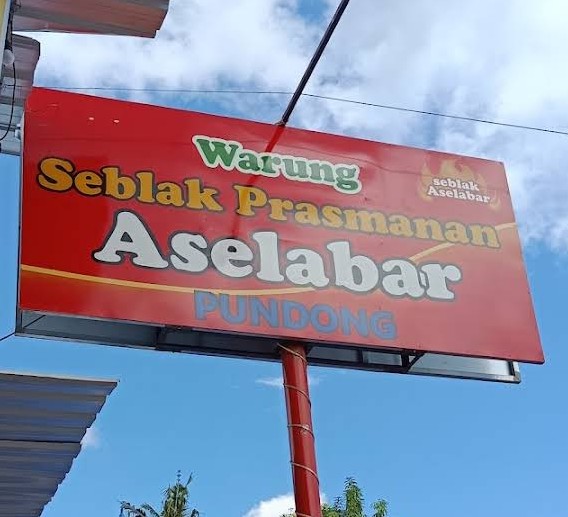 Warung
seblak
Aselabar
Seblak Prasmanan
Aselabar
PUNDONG